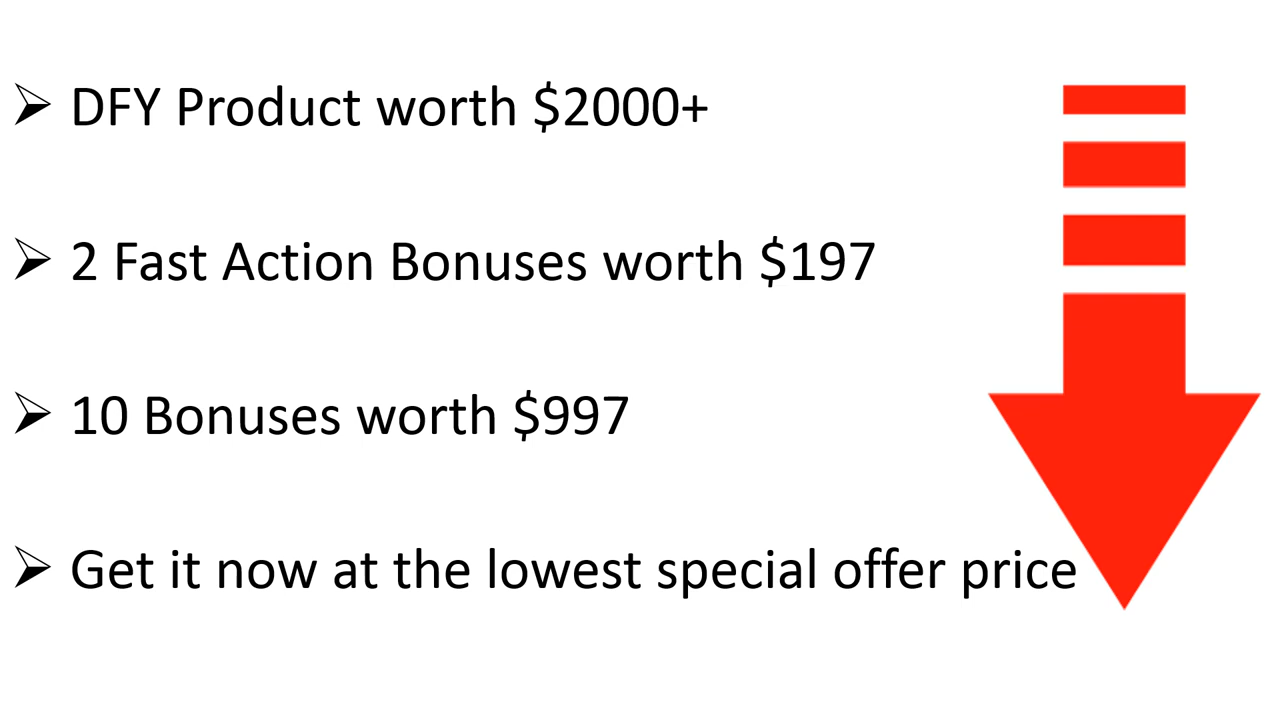 ➢ DFY Product worth $2000+
➢ 2 Fast Action Bonuses worth $197
➢ 10 Bonuses worth $997
➢ Get it now at the lowest special offer price